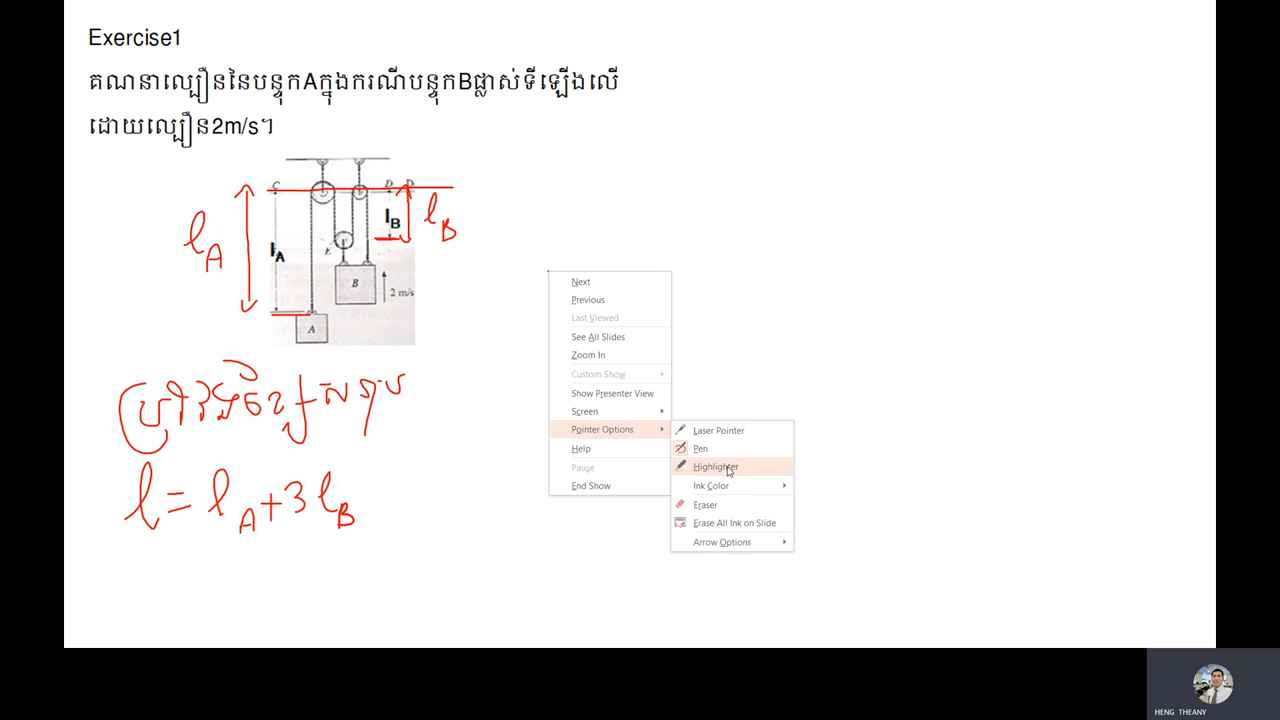 Exercise1
គណនាល្បឿននៃបន្ទុកAក្នុងករណីបន្ទុកBផ្លាស់ទីឡើងលើ
ដោយល្បឿន2m/s។
C
D
D
lA
lA
lB
lB
E
B
2 m/s
A
l = lA + 3 lB
Next
Previous
Last Viewed
See All Slides
Zoom In
Custom Show
Show Presenter View
Screen
Pointer Options
Help
Pause
End Show
Laser Pointer
Pen
Highlighter
Ink Color
Eraser
Erase All Ink on Slide
Arrow Options
HENG THEANY